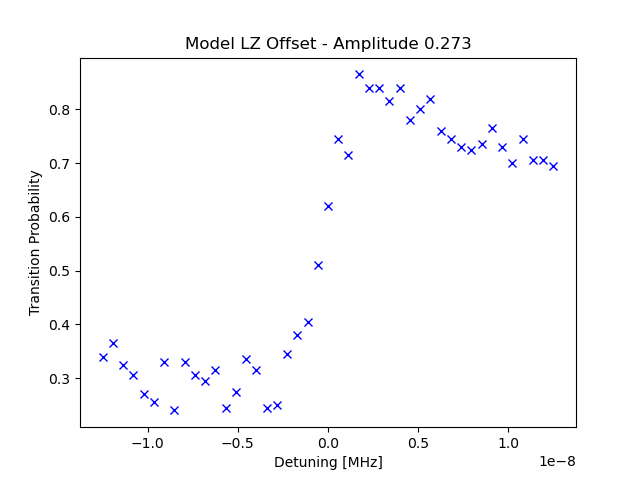 Model LZ Offset - Amplitude 0.273
Transition Probability
0.8
0.7
0.6
0.5
0.4
0.3
−1.0 −0.5 0.0 0.5 1.0
1e−8
Detuning [MHz]